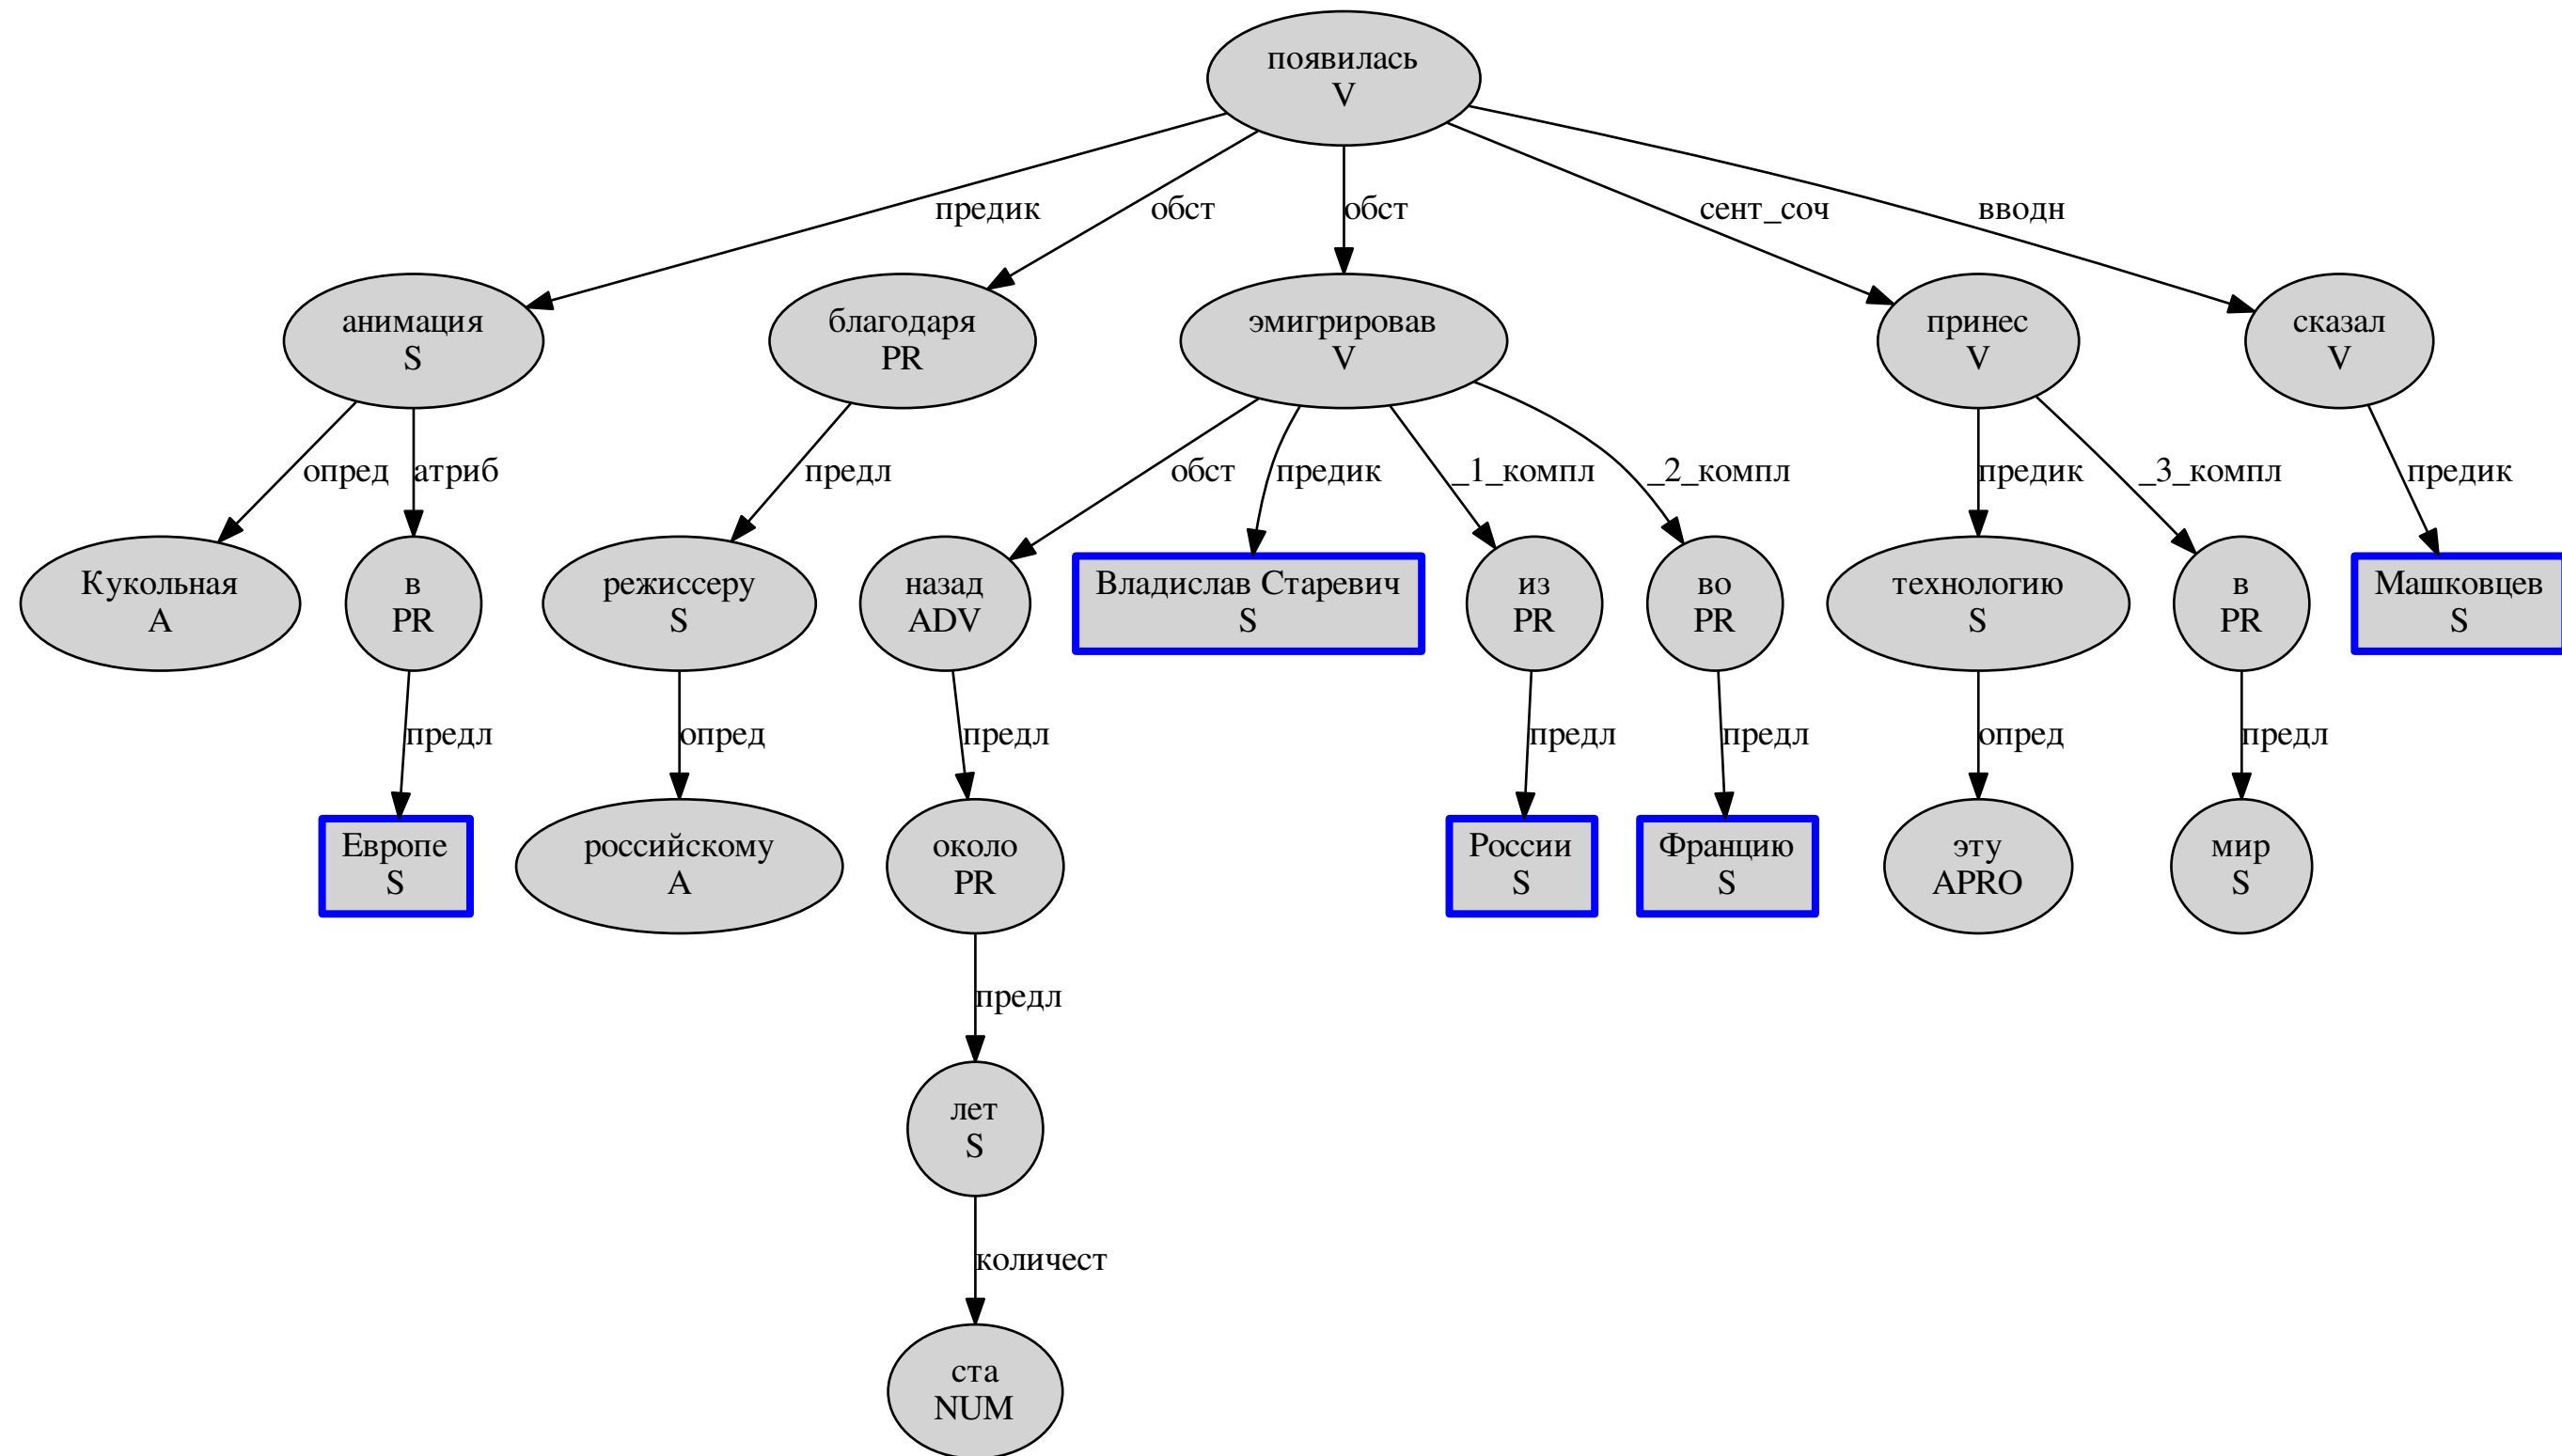 появилась
V
предик
обст
обст
сент_соч
вводн
анимация
S
благодаря
PR
эмигрировав
V
принес
V
сказал
V
опред
атриб
предл
обст
предик
_1_компл
_2_компл
предик
_3_компл
предик
Кукольная
A
в
PR
режиссеру
S
назад
ADV
Владислав Старевич
S
из
PR
во
PR
технологию
S
в
PR
Машковцев
S
предл
опред
предл
предл
предл
опред
предл
Европе
S
российскому
A
около
PR
России
S
Францию
S
эту
APRO
мир
S
предл
лет
S
количест
ста
NUM